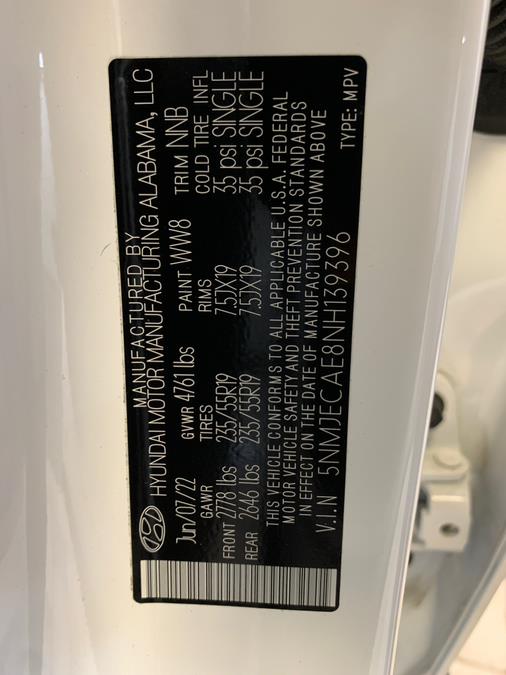 MANUFACTURED BY
HYUNDAI MOTOR MANUFACTURING ALABAMA, LLC
Jun/07/22 GVWR 4761 lbs PAINT WW8 TRIM NNB
GAWR TIRES RIMS COLD TIRE INFL
FRONT 2778 lbs 235/55R19 7.5JX19 35 psi SINGLE
REAR 2646 lbs 235/55R19 7.5JX19 35 psi SINGLE
THIS VEHICLE CONFORMS TO ALL APPLICABLE U.S.A. FEDERAL
MOTOR VEHICLE SAFETY AND THEFT PREVENTION STANDARDS
IN EFFECT ON THE DATE OF MANUFACTURE SHOWN ABOVE
V.I.N 5NMJECAE8NH139396 TYPE: MPV